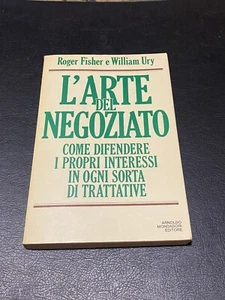 Roger Fisher e William Ury
L'ARTE
DEL
NEGOZIATO
COME DIFENDERE
I PROPRI INTERESSI
IN OGNI SORTA
DI TRATTATIVE
ARNOLDO
MONDADORI
EDITORE